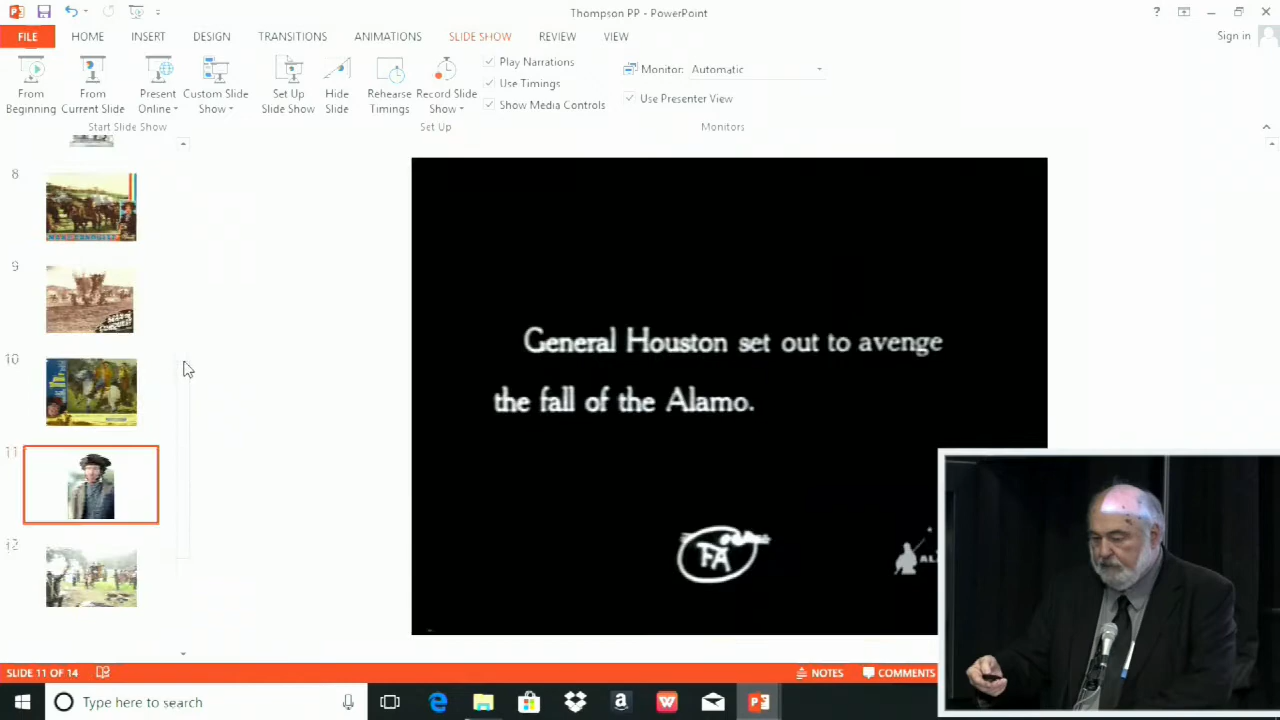 Thompson PP - PowerPoint
?
FILE
HOME
INSERT
DESIGN
TRANSITIONS
ANIMATIONS
SLIDE SHOW
REVIEW
VIEW
Sign in
From Beginning
From Current Slide
Present Online
Custom Slide Show
Set Up Slide Show
Hide Slide
Rehearse Timings
Record Slide Show
Play Narrations
Use Timings
Show Media Controls
Monitor: Automatic
Use Presenter View
Start Slide Show
Set Up
Monitors
8
9
10
11
12
General Houston set out to avenge
the fall of the Alamo.
FA
SLIDE 11 OF 14
NOTES
COMMENTS
Type here to search